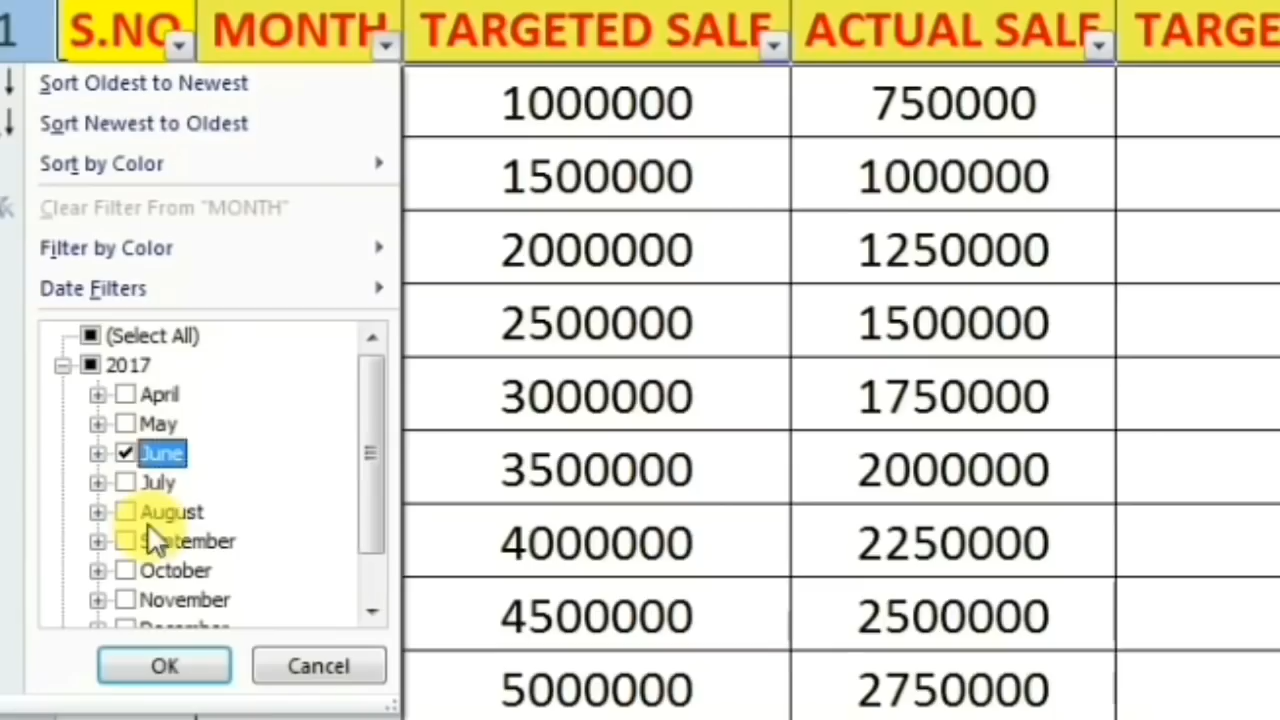 1 S.NO MONTH TARGETED SALE ACTUAL SALE TARGE
Sort Oldest to Newest
Sort Newest to Oldest
Sort by Color
Clear Filter From "MONTH"
Filter by Color
Date Filters
(Select All)
2017
April
May
June
July
August
September
October
November
December
OK Cancel
1000000 750000
1500000 1000000
2000000 1250000
2500000 1500000
3000000 1750000
3500000 2000000
4000000 2250000
4500000 2500000
5000000 2750000